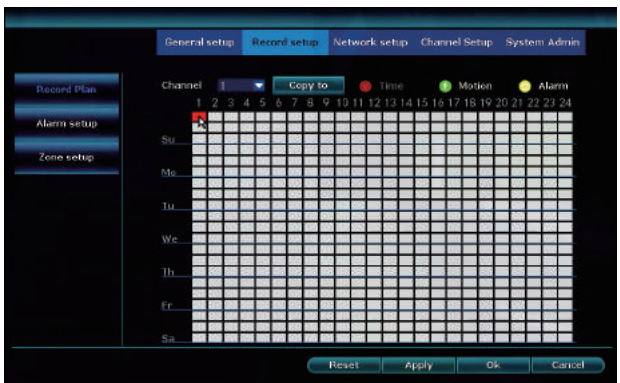 General setup Record setup Network setup Channel Setup System Admin
Record Plan
Alarm setup
Zone setup
Channel 1 Copy to Time Motion Alarm
1 2 3 4 5 6 7 8 9 10 11 12 13 14 15 16 17 18 19 20 21 22 23 24
Su
Mo
Tu
We
Th
Fr
Sa
Reset Apply Ok Cancel